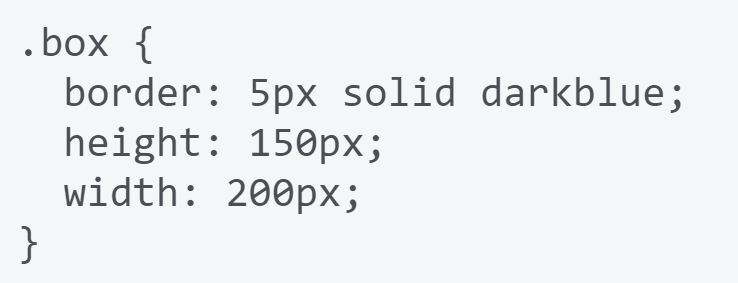 .box {
  border: 5px solid darkblue;
  height: 150px;
  width: 200px;
}